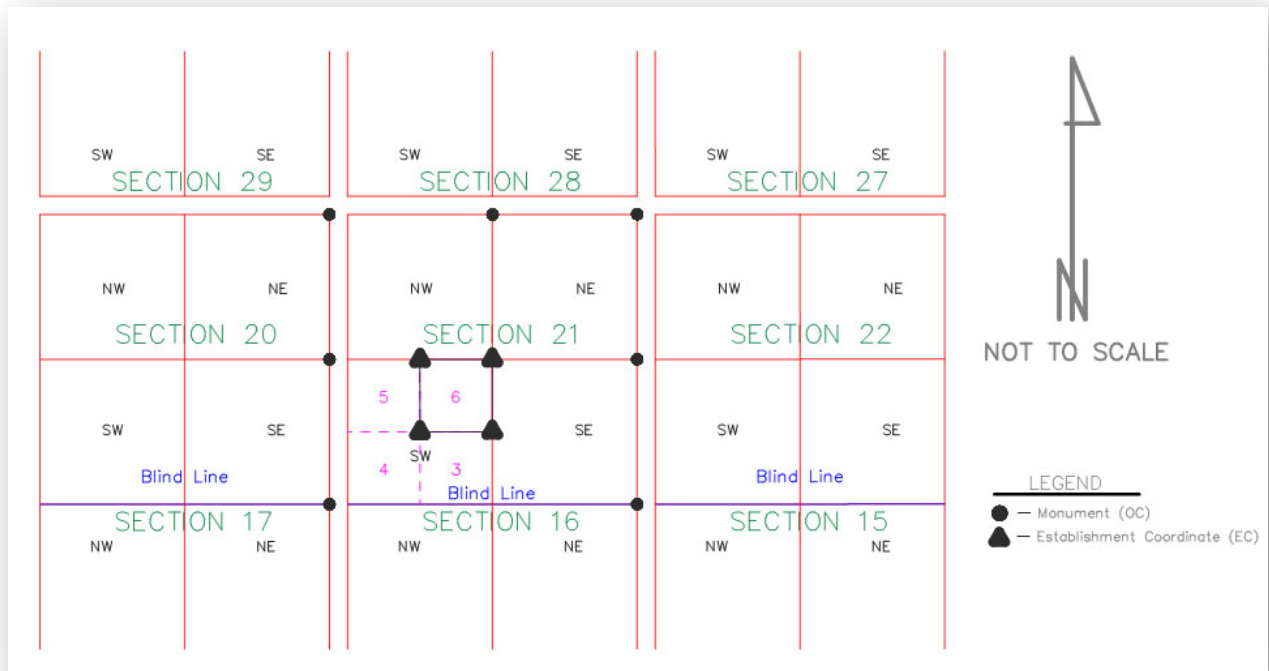 SW SE SW SE SW SE
SECTION 29 SECTION 28 SECTION 27
NW NE NW NE NW NE
SECTION 20 SECTION 21 SECTION 22
N
NOT TO SCALE
5 6
SW SE SE SW SE
SW
4 3
Blind Line Blind Line Blind Line
SECTION 17 SECTION 16 SECTION 15
NW NE NW NE NW NE
LEGEND
— Monument (OC)
— Establishment Coordinate (EC)